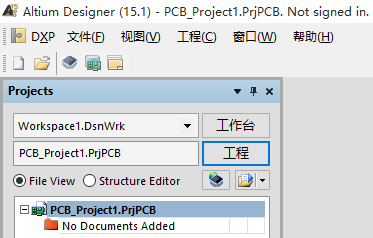 Altium Designer (15.1) - PCB_Project1.PrjPCB. Not signed in.
DXP 文件(F) 视图(V) 工程(C) 窗口(W) 帮助(H)
Projects
Workspace1.DsnWrk 工作台
PCB_Project1.PrjPCB 工程
File View Structure Editor
PCB_Project1.PrjPCB
No Documents Added